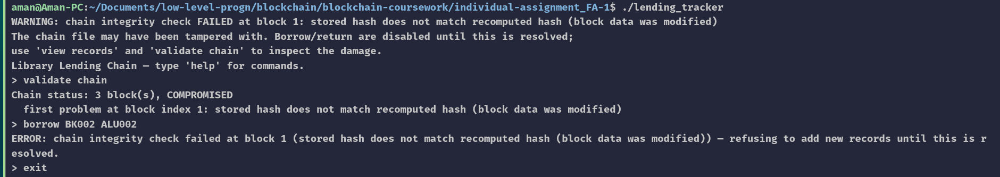 aman@Aman-PC:~/Documents/low-level-progn/blockchain/blockchain-coursework/individual-assignment_FA-1$ ./lending_tracker
WARNING: chain integrity check FAILED at block 1: stored hash does not match recomputed hash (block data was modified)
The chain file may have been tampered with. Borrow/return are disabled until this is resolved;
use 'view records' and 'validate chain' to inspect the damage.
Library Lending Chain — type 'help' for commands.
> validate chain
Chain status: 3 block(s), COMPROMISED
  first problem at block index 1: stored hash does not match recomputed hash (block data was modified)
> borrow BK002 ALU002
ERROR: chain integrity check failed at block 1 (stored hash does not match recomputed hash (block data was modified)) — refusing to add new records until this is r
esolved.
> exit